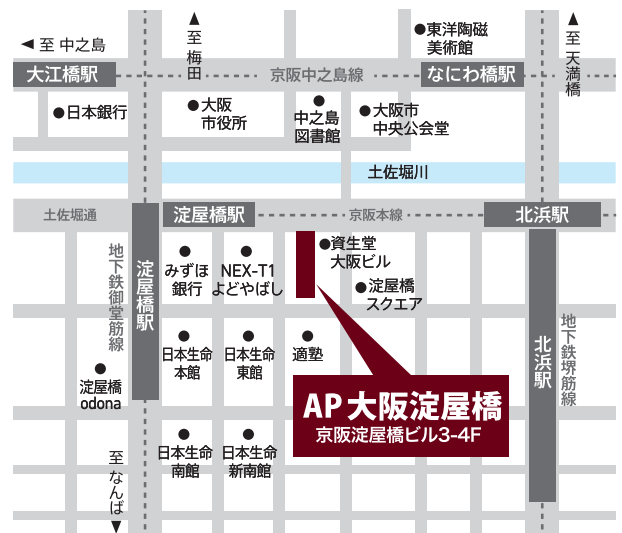 至 中之島
至 梅田
東洋陶磁
美術館
至 天満橋
大江橋駅
京阪中之島線
なにわ橋駅
日本銀行
大阪
市役所
中之島
図書館
大阪市
中央公会堂
土佐堀川
土佐堀通
淀屋橋駅
京阪本線
北浜駅
地下鉄御堂筋線
淀屋橋駅
みずほ
銀行
NEX-T1
よどやばし
資生堂
大阪ビル
淀屋橋
スクエア
日本生命
本館
日本生命
東館
適塾
北浜駅
地下鉄堺筋線
淀屋橋
odona
AP 大阪淀屋橋
京阪淀屋橋ビル3-4F
日本生命
南館
日本生命
新南館
至 なんば